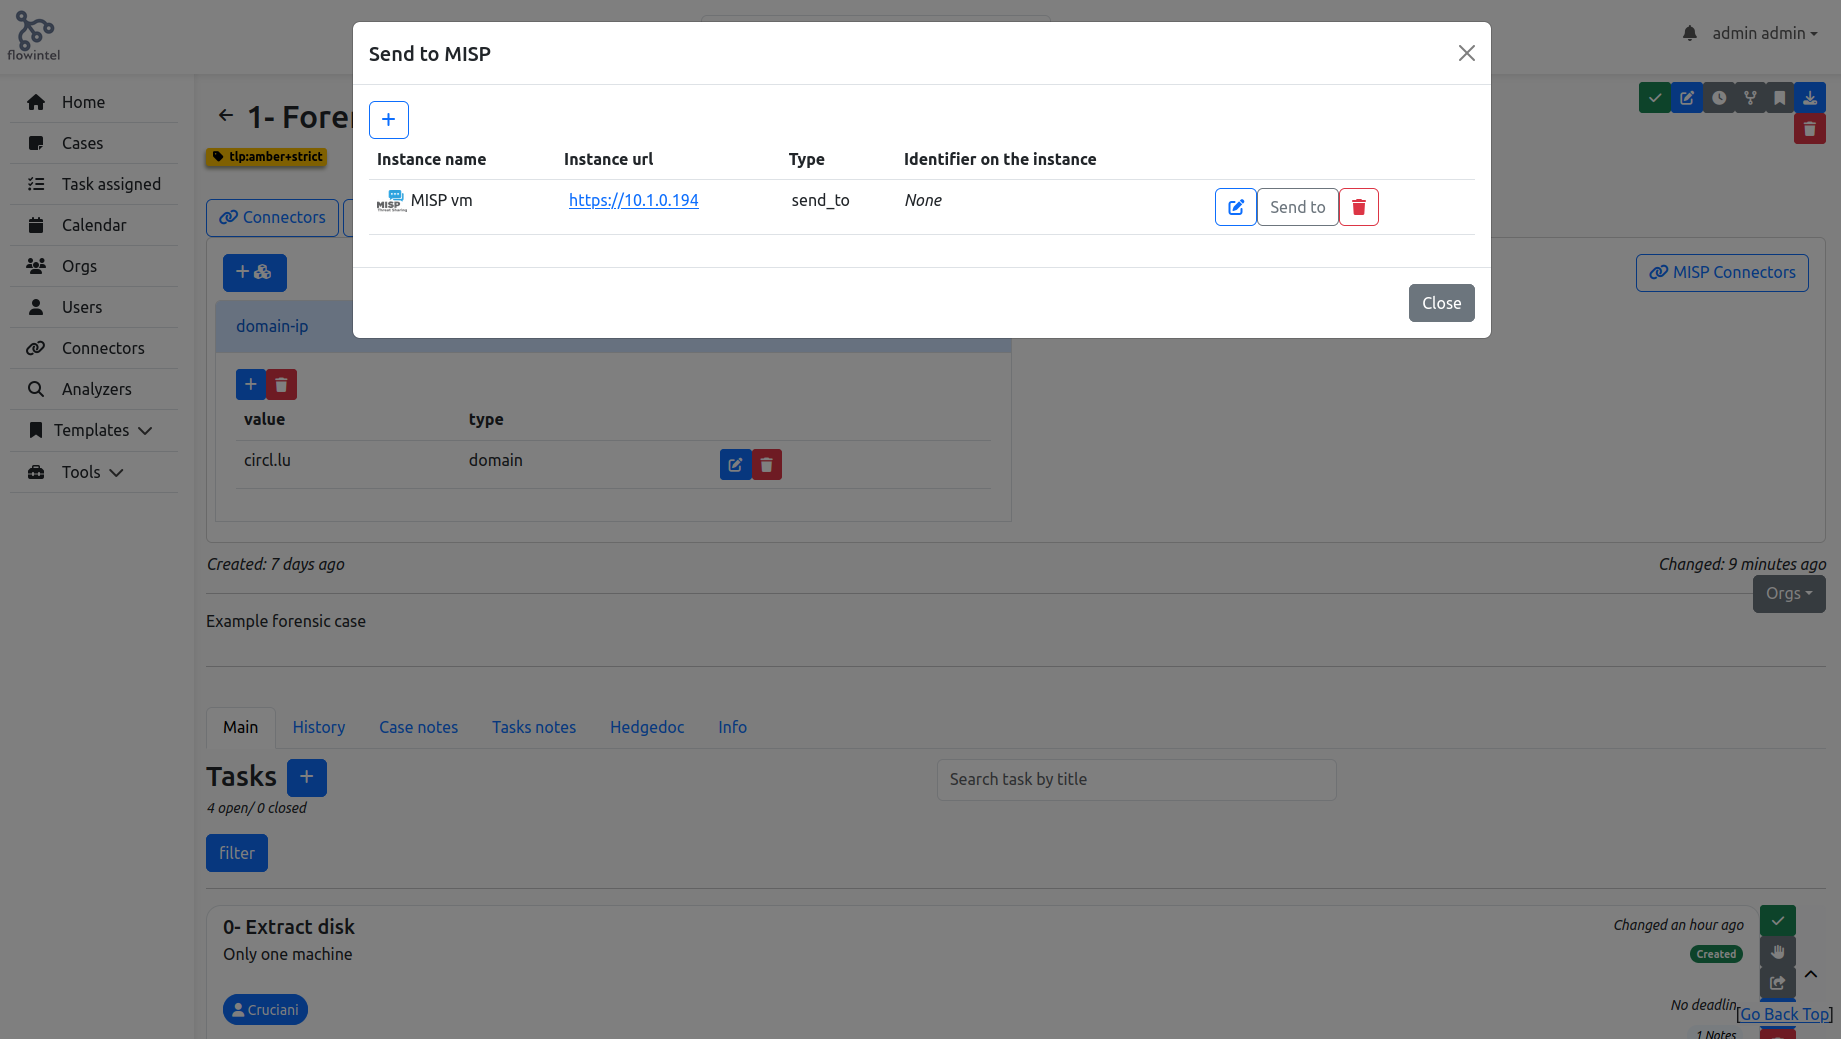 flowintel
admin admin
Home
Cases
Task assigned
Calendar
Orgs
Users
Connectors
Analyzers
Templates
Tools
Send to MISP
Instance name Instance url Type Identifier on the instance
MISP
Threat Sharing
MISP vm https://10.1.0.194 send_to None Send to
Close
1- Fore
tlp:amber+strict
Connectors
MISP Connectors
domain-ip
value type
circl.lu domain
Created: 7 days ago Changed: 9 minutes ago
Orgs
Example forensic case
Main History Case notes Tasks notes Hedgedoc Info
Tasks
Search task by title
4 open/ 0 closed
filter
0- Extract disk
Changed an hour ago
Only one machine
Created
Cruciani
No deadlin
[Go Back Top]
1 Notes